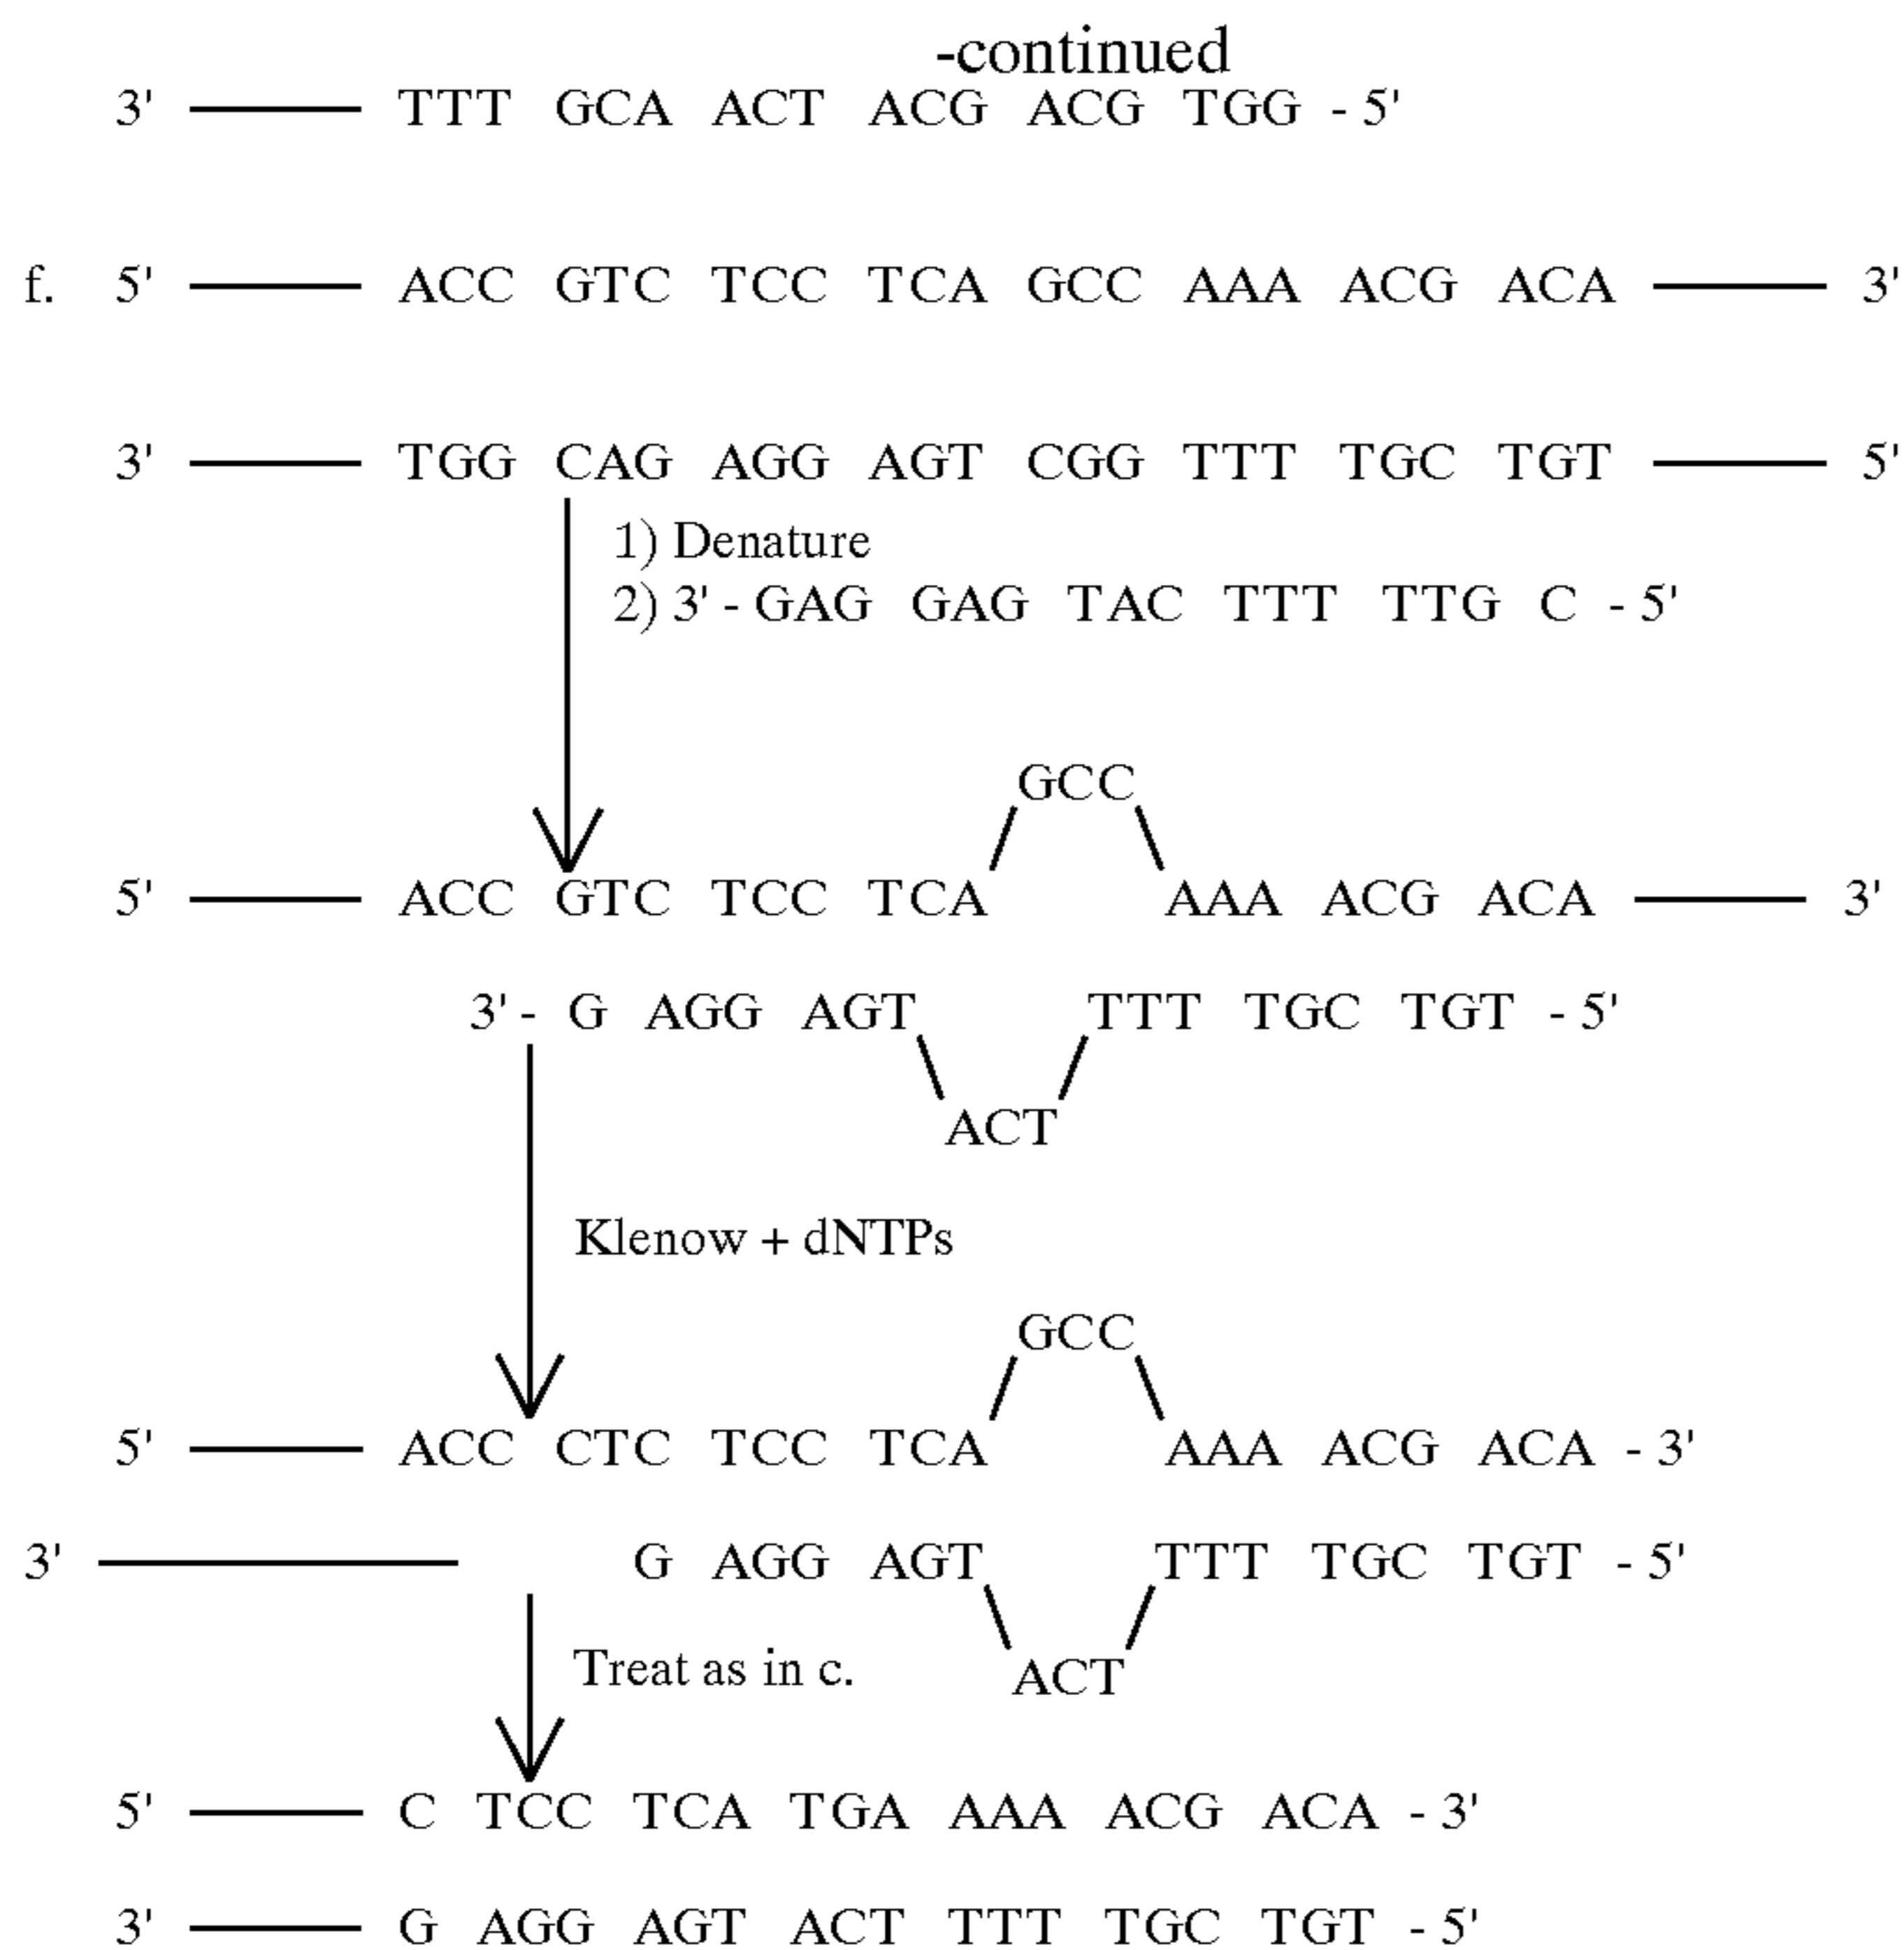 -continued
3' TTT GCA ACT ACG ACG TGG - 5'
f. 5' ACC GTC TCC TCA GCC AAA ACG ACA 3'
3' TGG CAG AGG AGT CGG TTT TGC TGT 5'
1) Denature
2) 3' - GAG GAG TAC TTT TTG C - 5'
GCC
5' ACC GTC TCC TCA AAA ACG ACA 3'
3' - G AGG AGT TTT TGC TGT - 5'
ACT
Klenow + dNTPs
GCC
5' ACC CTC TCC TCA AAA ACG ACA - 3'
3' G AGG AGT TTT TGC TGT - 5'
Treat as in c.
ACT
5' C TCC TCA TGA AAA ACG ACA - 3'
3' G AGG AGT ACT TTT TGC TGT - 5'